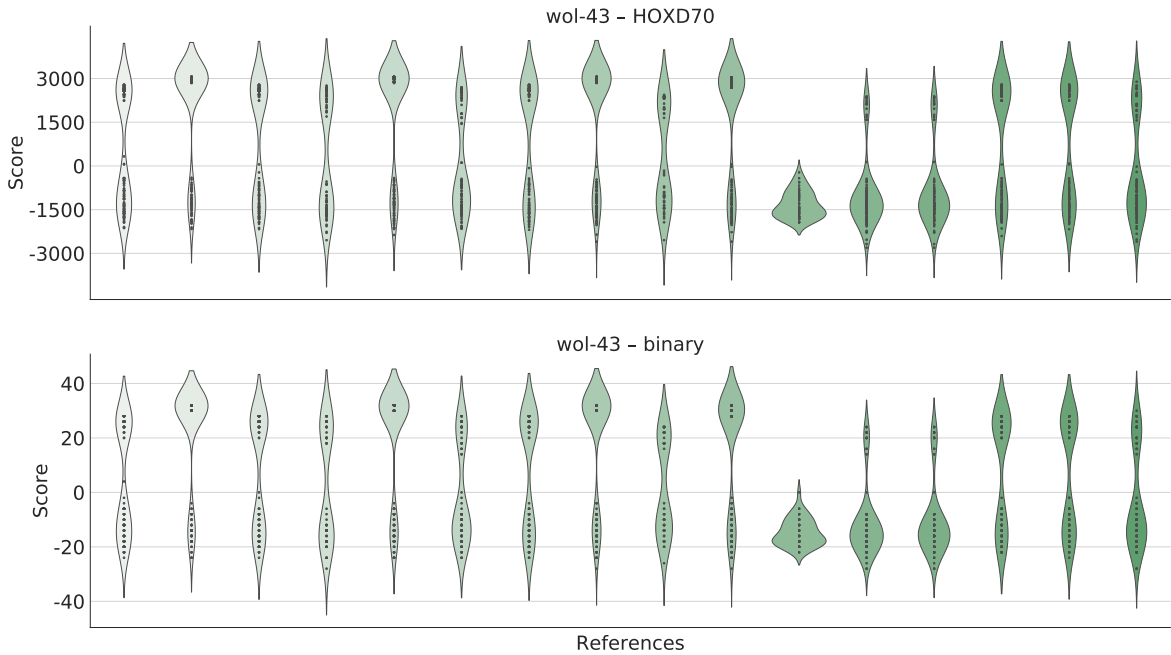 wol-43 – HOXD70
3000
1500
0
-1500
-3000
Score
wol-43 – binary
40
20
0
-20
-40
Score
References